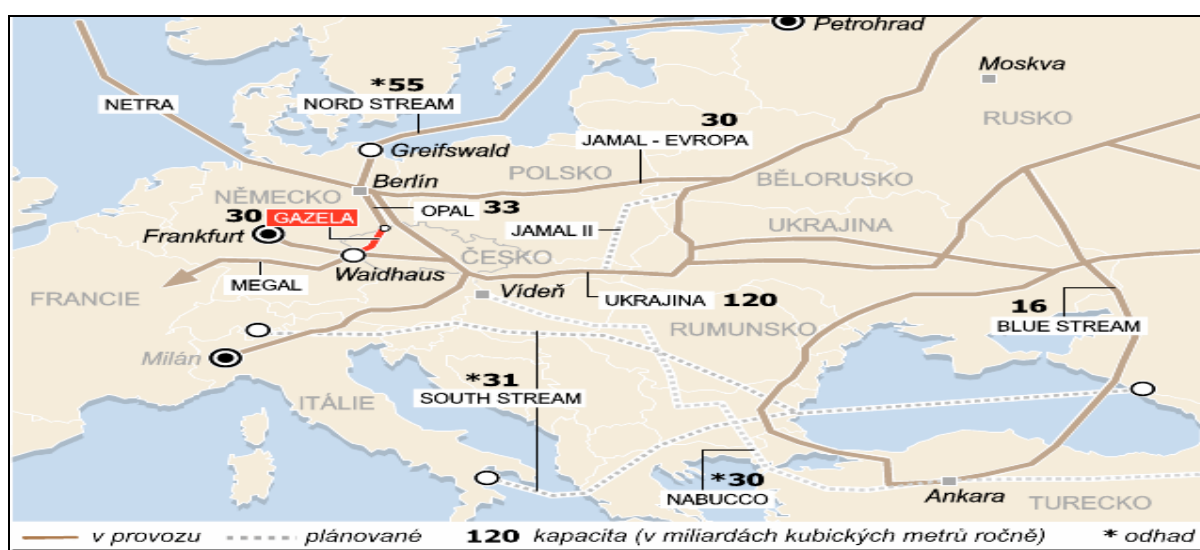 Petrohrad
Moskva
*55
NETRA
NORD STREAM
30
RUSKO
JAMAL - EVROPA
Greifswald
POLSKO
BĚLORUSKO
Berlín
NĚMECKO
OPAL 33
30 GAZELA
UKRAJINA
Frankfurt
JAMAL II
ČESKO
Waidhaus
MEGAL
FRANCIE
Vídeň
UKRAJINA 120
16
RUMUNSKO
BLUE STREAM
Milán
*31
SOUTH STREAM
ITÁLIE
*30
NABUCCO
Ankara
TURECKO
v provozu plánované 120 kapacita (v miliardách kubických metrů ročně) * odhad